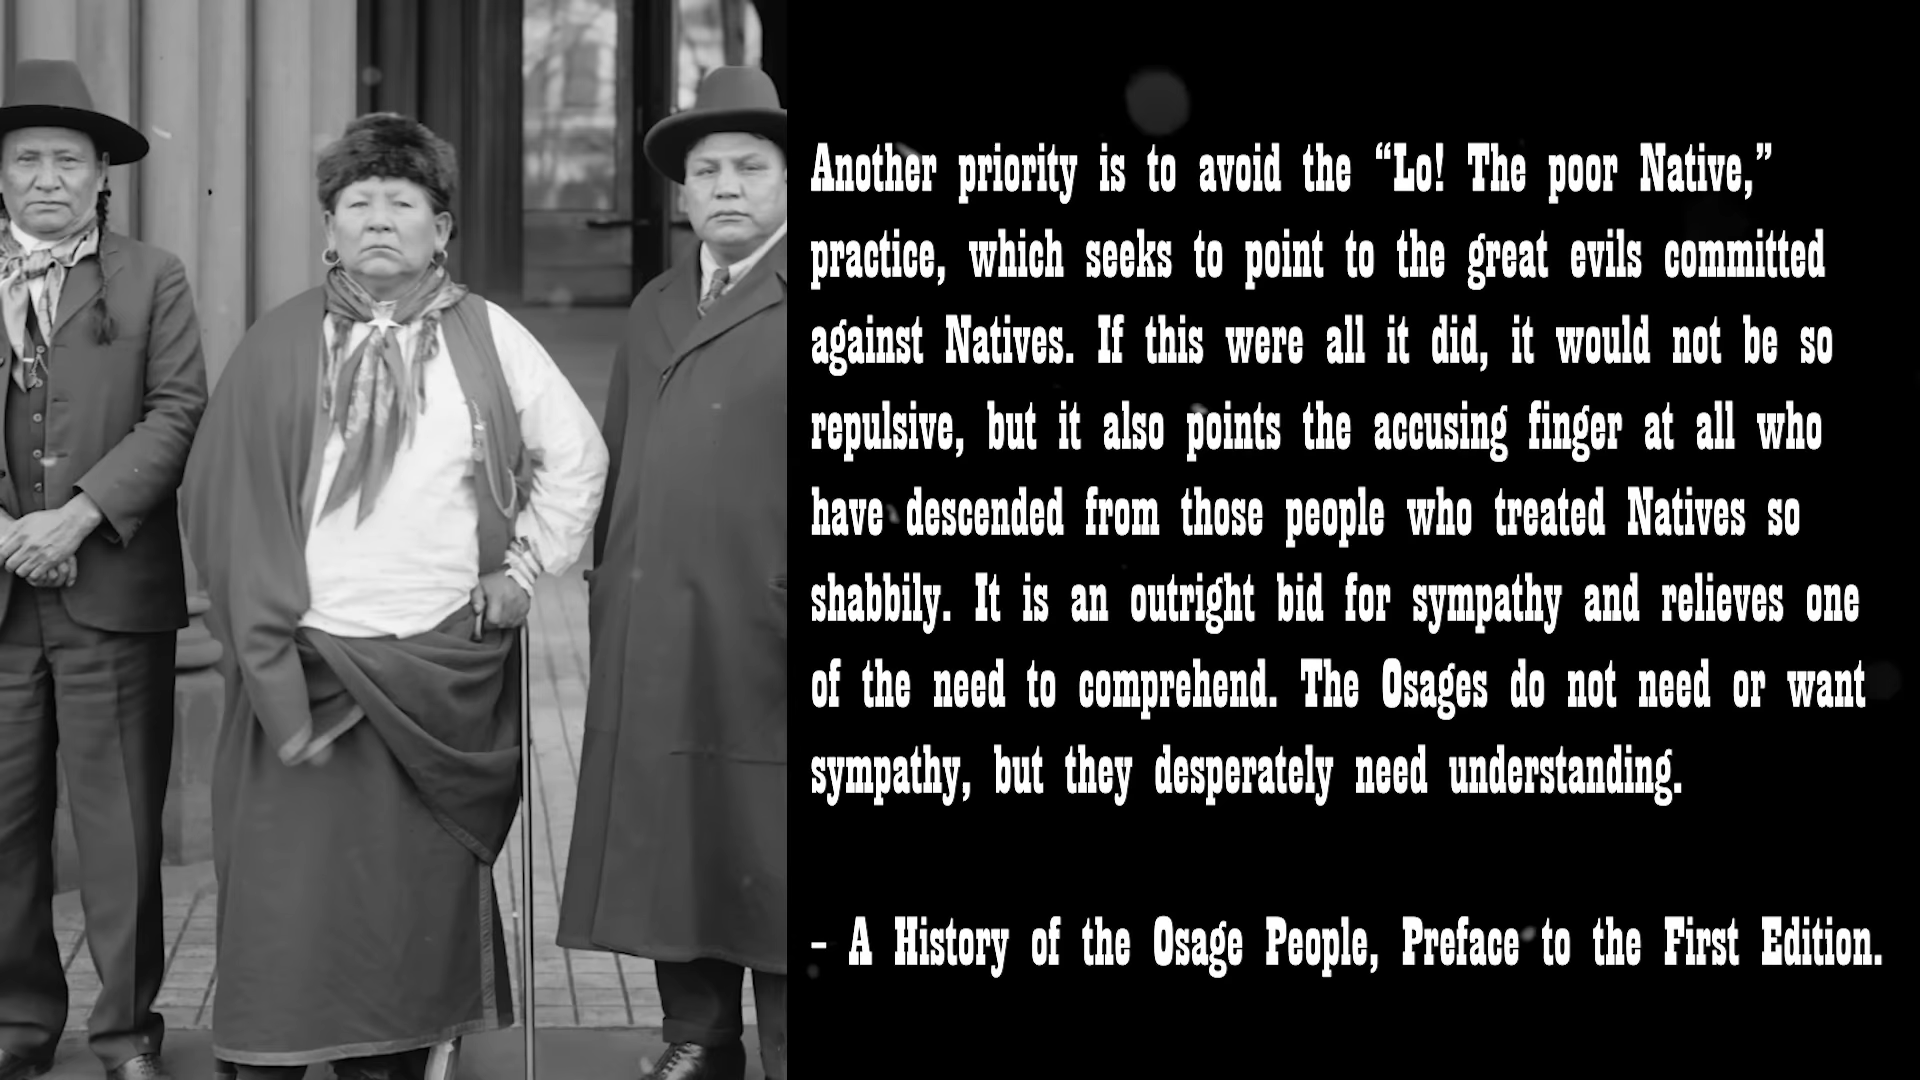 Another priority is to avoid the “Lo! The poor Native,”
practice, which seeks to point to the great evils committed
against Natives. If this were all it did, it would not be so
repulsive, but it also points the accusing finger at all who
have descended from those people who treated Natives so
shabbily. It is an outright bid for sympathy and relieves one
of the need to comprehend. The Osages do not need or want
sympathy, but they desperately need understanding.
– A History of the Osage People, Preface to the First Edition.